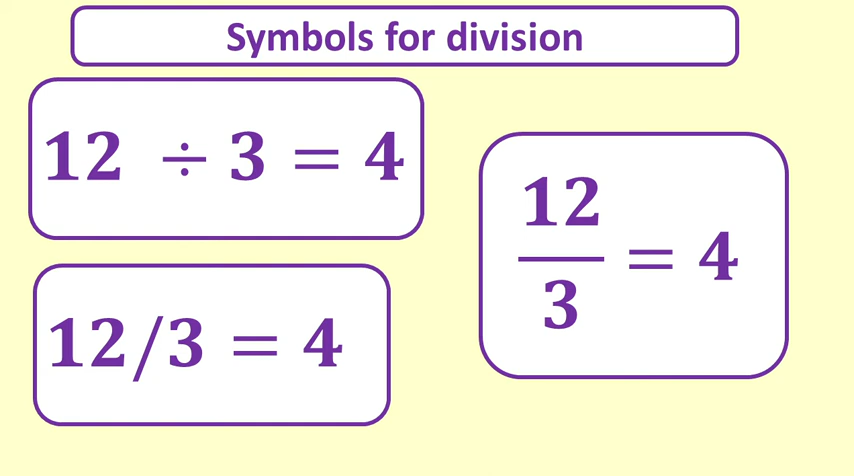 Symbols for division
12 ÷ 3 = 4
12/3 = 4
12
3
= 4